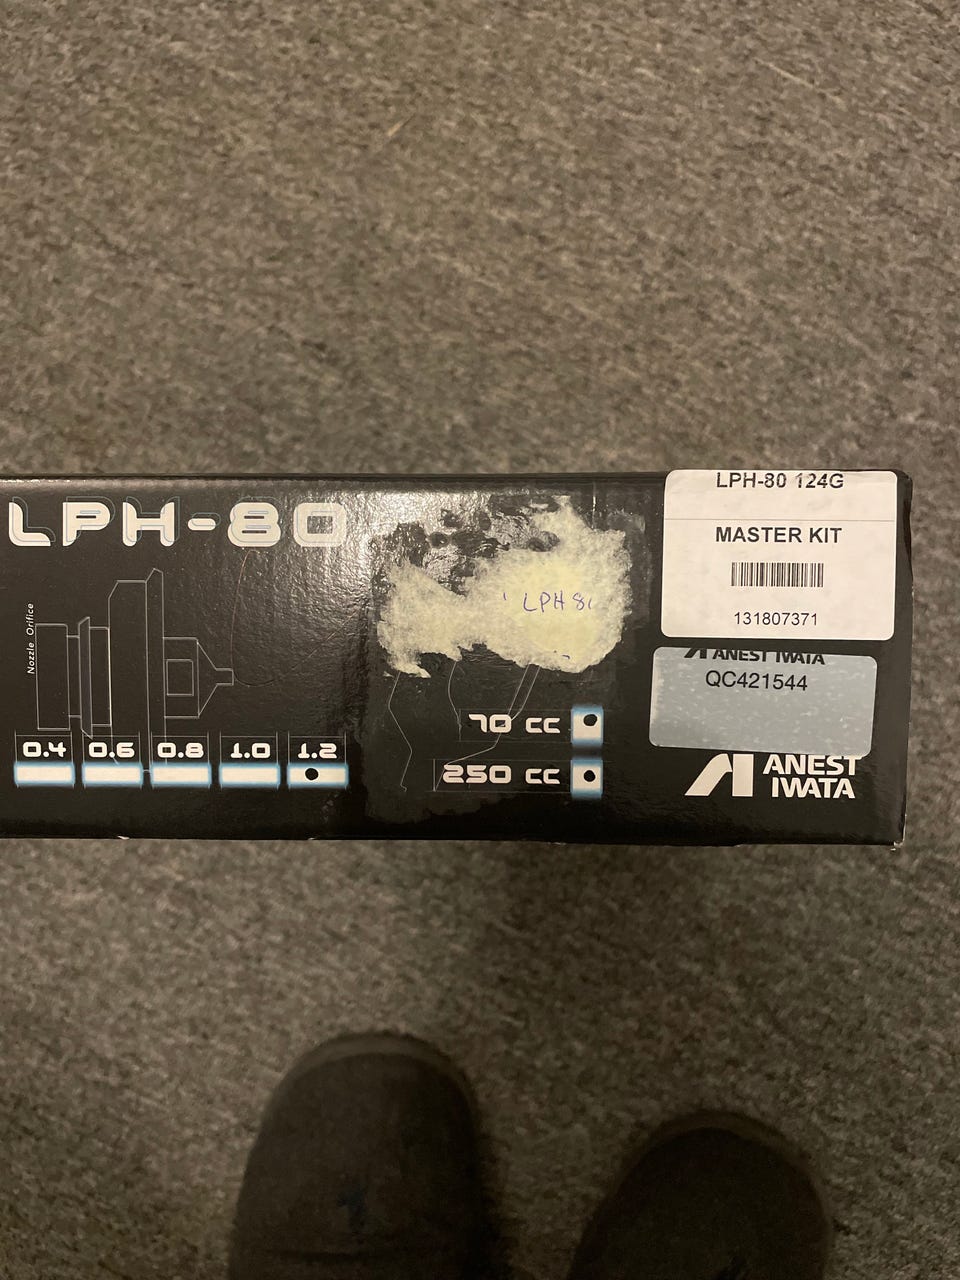 LPH-80
Nozzle Orifice
0.4 0.6 0.8 1.0 1.2
LPH 8
70 CC
250 CC
LPH-80 124G
MASTER KIT
131807371
ANEST IWATA
QC421544
ANEST
IWATA